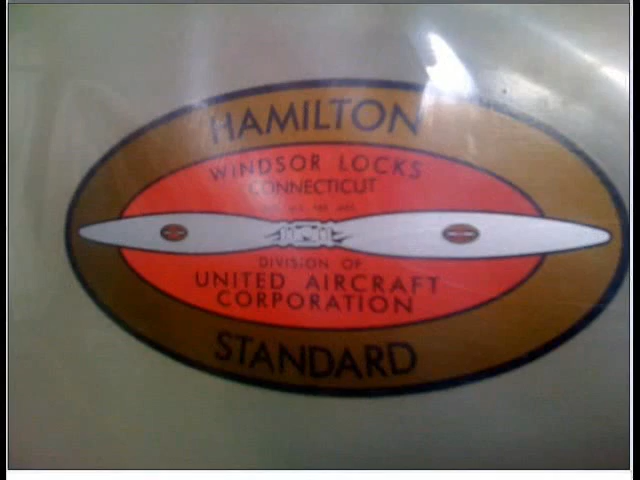 HAMILTON
WINDSOR LOCKS
CONNECTICUT
DIVISION OF
UNITED AIRCRAFT
CORPORATION
STANDARD